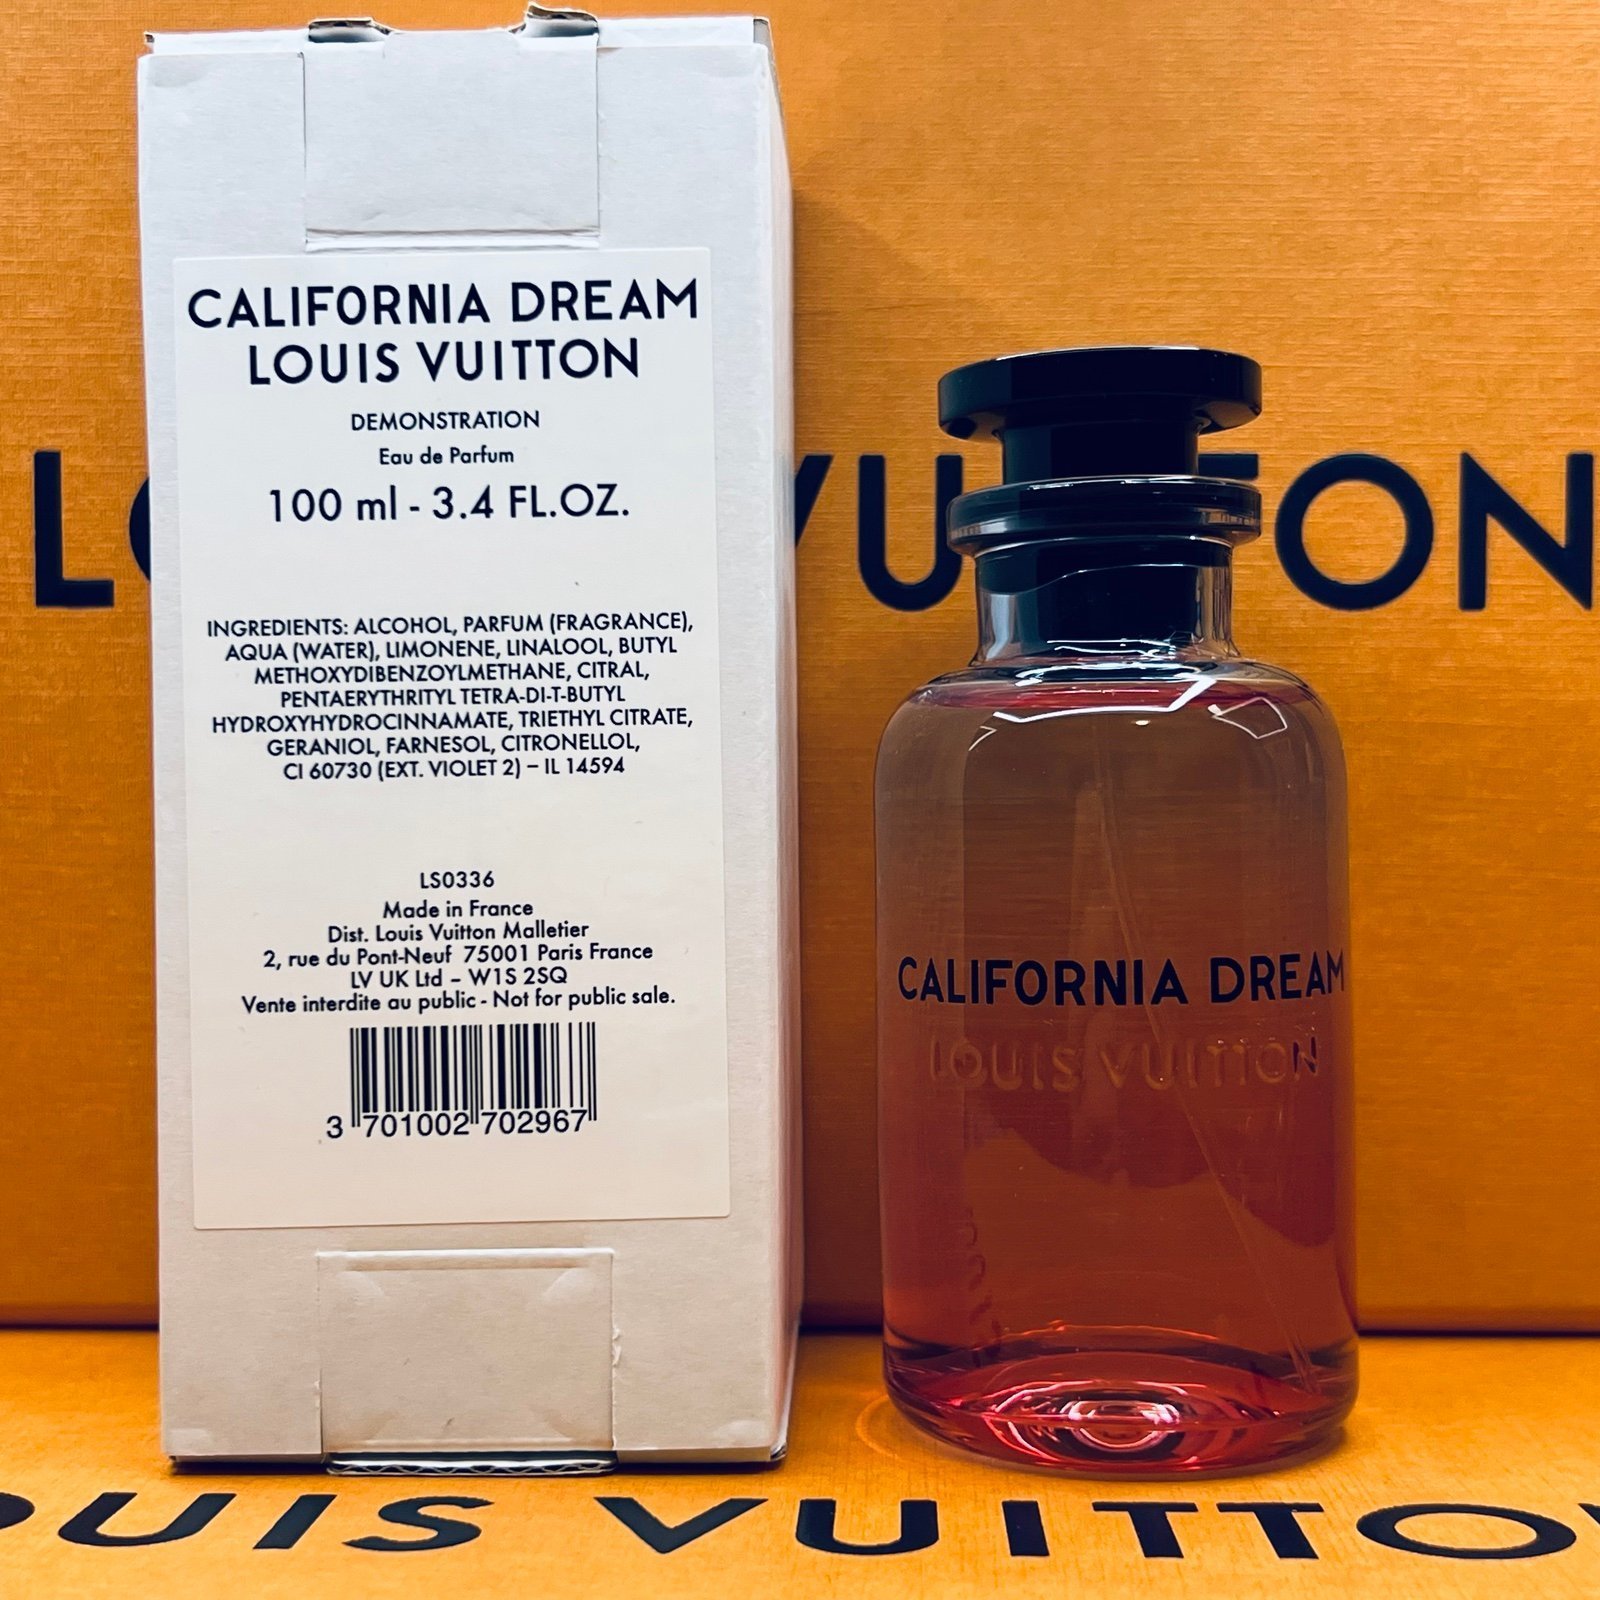 CALIFORNIA DREAM
LOUIS VUITTON
DEMONSTRATION
Eau de Parfum
100 ml - 3.4 FL.OZ.
INGREDIENTS: ALCOHOL, PARFUM (FRAGRANCE),
AQUA (WATER), LIMONENE, LINALOOL, BUTYL
METHOXYDIBENZOYLMETHANE, CITRAL,
PENTAERYTHRITYL TETRA-DI-T-BUTYL
HYDROXYHYDROCINNAMATE, TRIETHYL CITRATE,
GERANIOL, FARNESOL, CITRONELLOL,
CI 60730 (EXT. VIOLET 2) – IL 14594
LS0336
Made in France
Dist. Louis Vuitton Malletier
2, rue du Pont-Neuf 75001 Paris France
LV UK Ltd – W1S 2SQ
Vente interdite au public - Not for public sale.
3 701002 702967
CALIFORNIA DREAM
LOUIS VUITTON
LO VUITTON
OUIS VUITTO